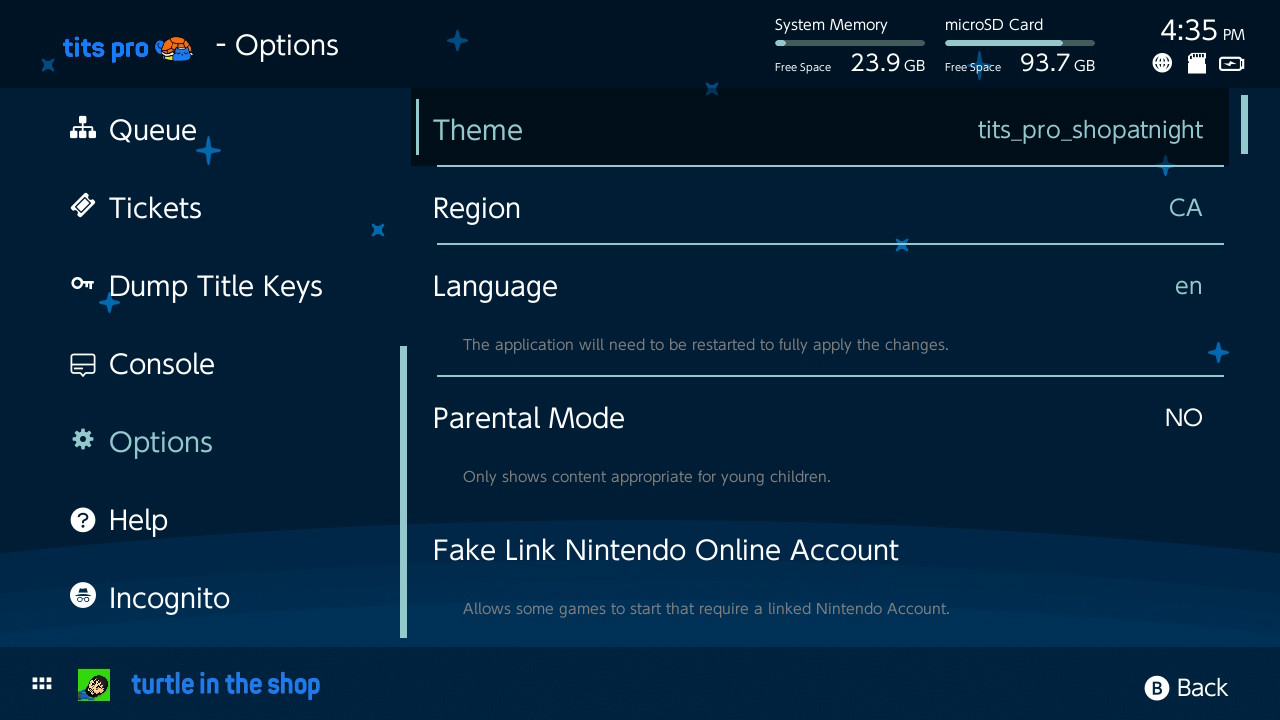 tits pro - Options
System Memory
Free Space 23.9 GB
microSD Card
Free Space 93.7 GB
4:35 PM
Queue
Tickets
Dump Title Keys
Console
Options
Help
Incognito
Theme tits_pro_shopatnight
Region CA
Language en
The application will need to be restarted to fully apply the changes.
Parental Mode NO
Only shows content appropriate for young children.
Fake Link Nintendo Online Account
Allows some games to start that require a linked Nintendo Account.
turtle in the shop
B Back